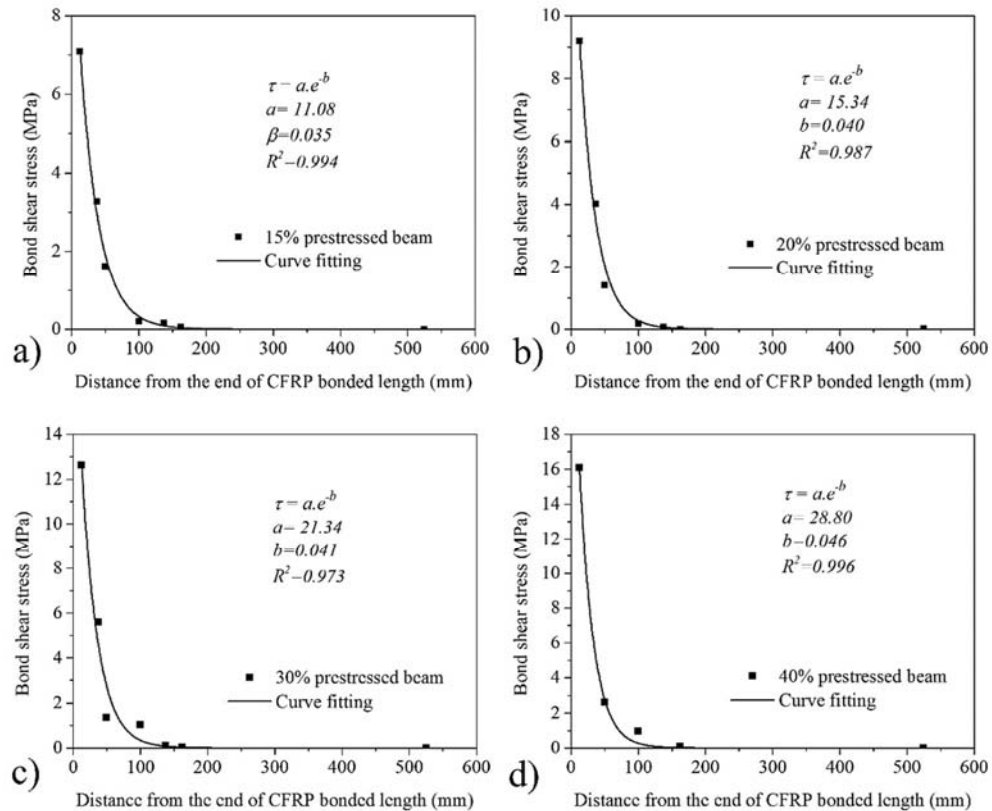 8
6
4
2
0
Bond shear stress (MPa)
τ = a.e^-b
a= 11.08
β=0.035
R²−0.994
15% prestressed beam
Curve fitting
0 100 200 300 400 500 600
Distance from the end of CFRP bonded length (mm)
a)
10
8
6
4
2
0
Bond shear stress (MPa)
τ = a.e^-b
a= 15.34
b=0.040
R²=0.987
20% prestressed beam
Curve fitting
0 100 200 300 400 500 600
Distance from the end of CFRP bonded length (mm)
b)
14
12
10
8
6
4
2
0
Bond shear stress (MPa)
τ = a.e^-b
a− 21.34
b=0.041
R²−0.973
30% prestressed beam
Curve fitting
0 100 200 300 400 500 600
Distance from the end of CFRP bonded length (mm)
c)
18
16
14
12
10
8
6
4
2
0
Bond shear stress (MPa)
τ = a.e^-b
a= 28.80
b−0.046
R²=0.996
40% prestressed beam
Curve fitting
0 100 200 300 400 500 600
Distance from the end of CFRP bonded length (mm)
d)